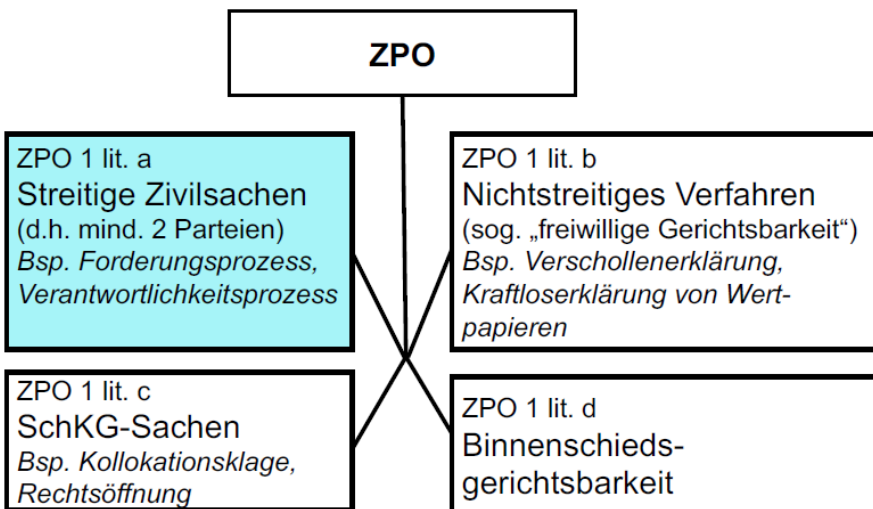 ZPO
ZPO 1 lit. a
Streitige Zivilsachen
(d.h. mind. 2 Parteien)
Bsp. Forderungsprozess,
Verantwortlichkeitsprozess
ZPO 1 lit. b
Nichtstreitiges Verfahren
(sog. „freiwillige Gerichtsbarkeit“)
Bsp. Verschollenerklärung,
Kraftloserklärung von Wert-
papieren
ZPO 1 lit. c
SchKG-Sachen
Bsp. Kollokationsklage,
Rechtsöffnung
ZPO 1 lit. d
Binnenschieds-
gerichtsbarkeit